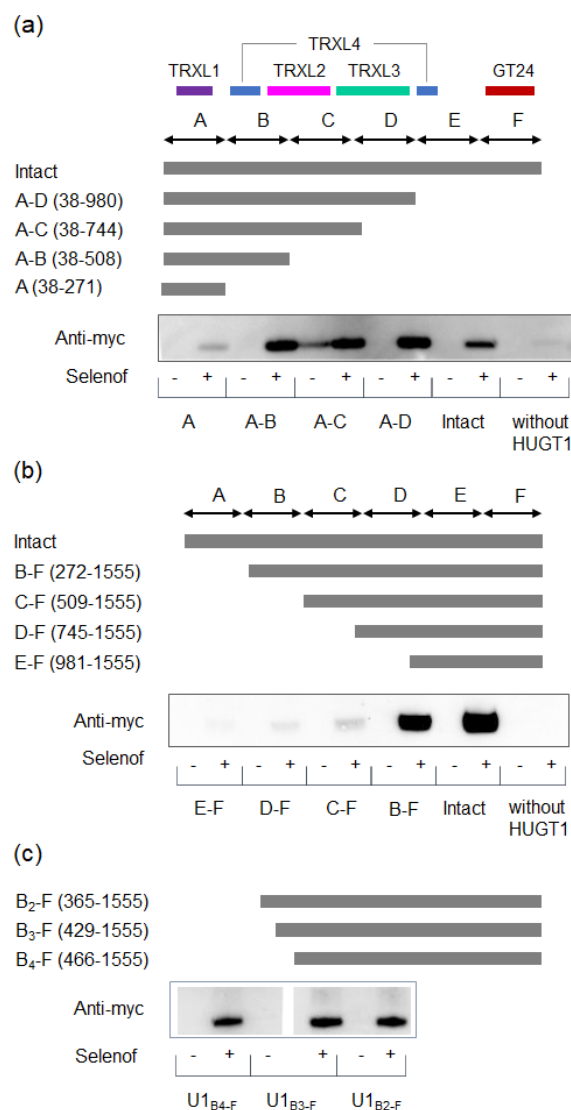 (a)
TRXL4
TRXL1 TRXL2 TRXL3 GT24
A B C D E F
Intact
A-D (38-980)
A-C (38-744)
A-B (38-508)
A (38-271)
Anti-myc
Selenof - + - + - + - + - + - +
A A-B A-C A-D Intact without
HUGT1
(b)
A B C D E F
Intact
B-F (272-1555)
C-F (509-1555)
D-F (745-1555)
E-F (981-1555)
Anti-myc
Selenof - + - + - + - + - + - +
E-F D-F C-F B-F Intact without
HUGT1
(c)
B₂-F (365-1555)
B₃-F (429-1555)
B₄-F (466-1555)
Anti-myc
Selenof - + - + - +
U1B4-F U1B3-F U1B2-F